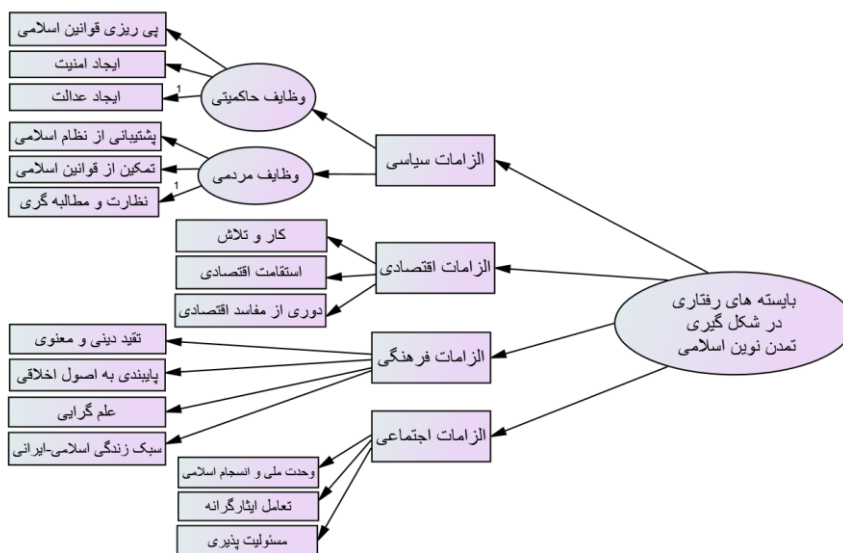 بایسته های رفتاری
در شکل گیری
تمدن نوین اسلامی
الزامات سیاسی
وظایف حاکمیتی
پی ریزی قوانین اسلامی
ایجاد امنیت
1
ایجاد عدالت
وظایف مردمی
پشتیبانی از نظام اسلامی
تمکین از قوانین اسلامی
1
نظارت و مطالبه گری
الزامات اقتصادی
کار و تلاش
استقامت اقتصادی
دوری از مفاسد اقتصادی
الزامات فرهنگی
تقید دینی و معنوی
پایبندی به اصول اخلاقی
علم گرایی
سبک زندگی اسلامی-ایرانی
الزامات اجتماعی
وحدت ملی و انسجام اسلامی
تعامل ایثارگرانه
مسئولیت پذیری